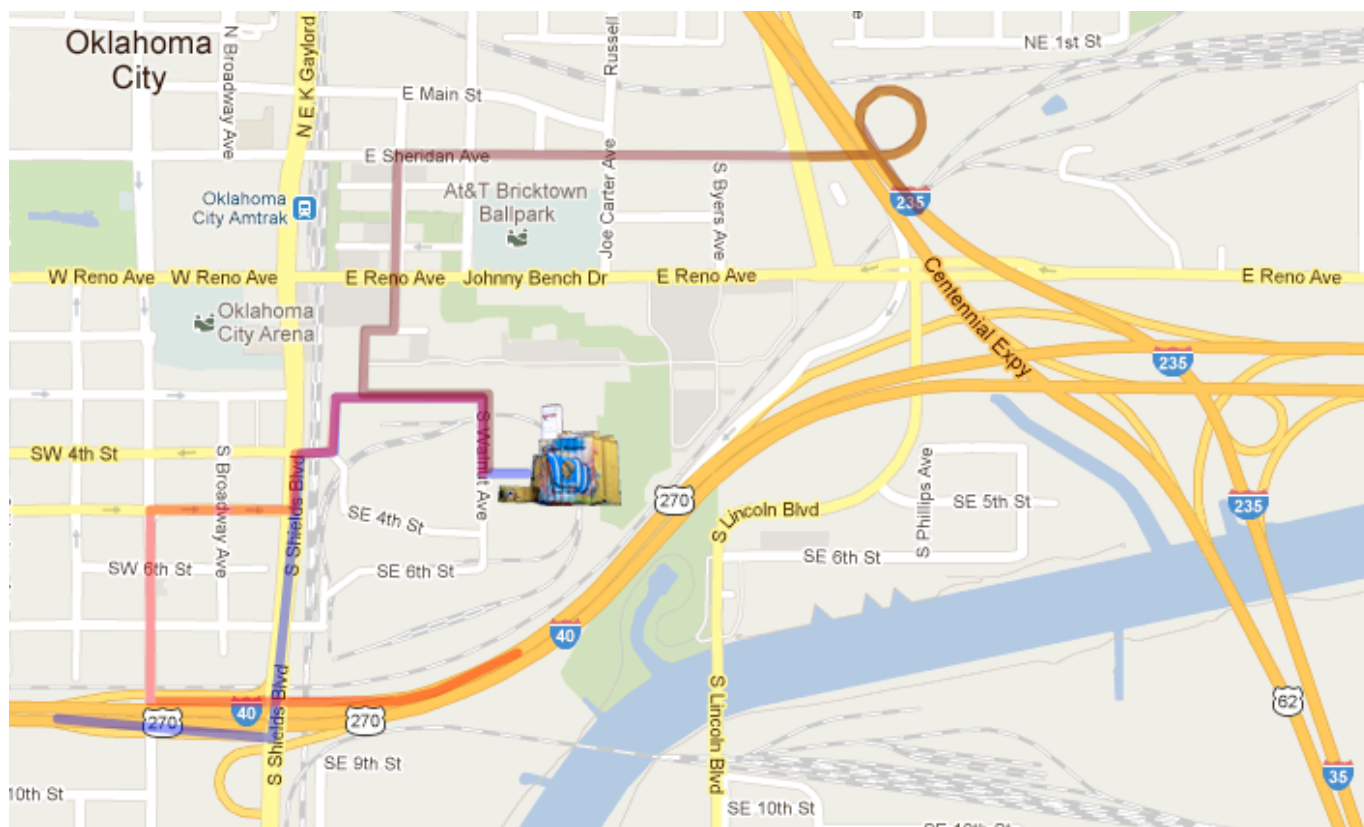 Oklahoma
City
N Broadway Ave
N E K Gaylord
Russell
NE 1st St
E Main St
E Sheridan Ave
Joe Carter Ave
S Byers Ave
Oklahoma
City Amtrak
At&T Bricktown
Ballpark
235
W Reno Ave
W Reno Ave
E Reno Ave
Johnny Bench Dr
E Reno Ave
E Reno Ave
Centennial Expy
Oklahoma
City Arena
235
SW 4th St
S Broadway Ave
S Shields Blvd
S Walnut Ave
270
S Phillips Ave
SE 4th St
SE 5th St
S Lincoln Blvd
235
SW 6th St
SE 6th St
SE 6th St
40
S Shields Blvd
S Lincoln Blvd
62
270
40
270
SE 9th St
35
10th St
SE 10th St
SE 10th St